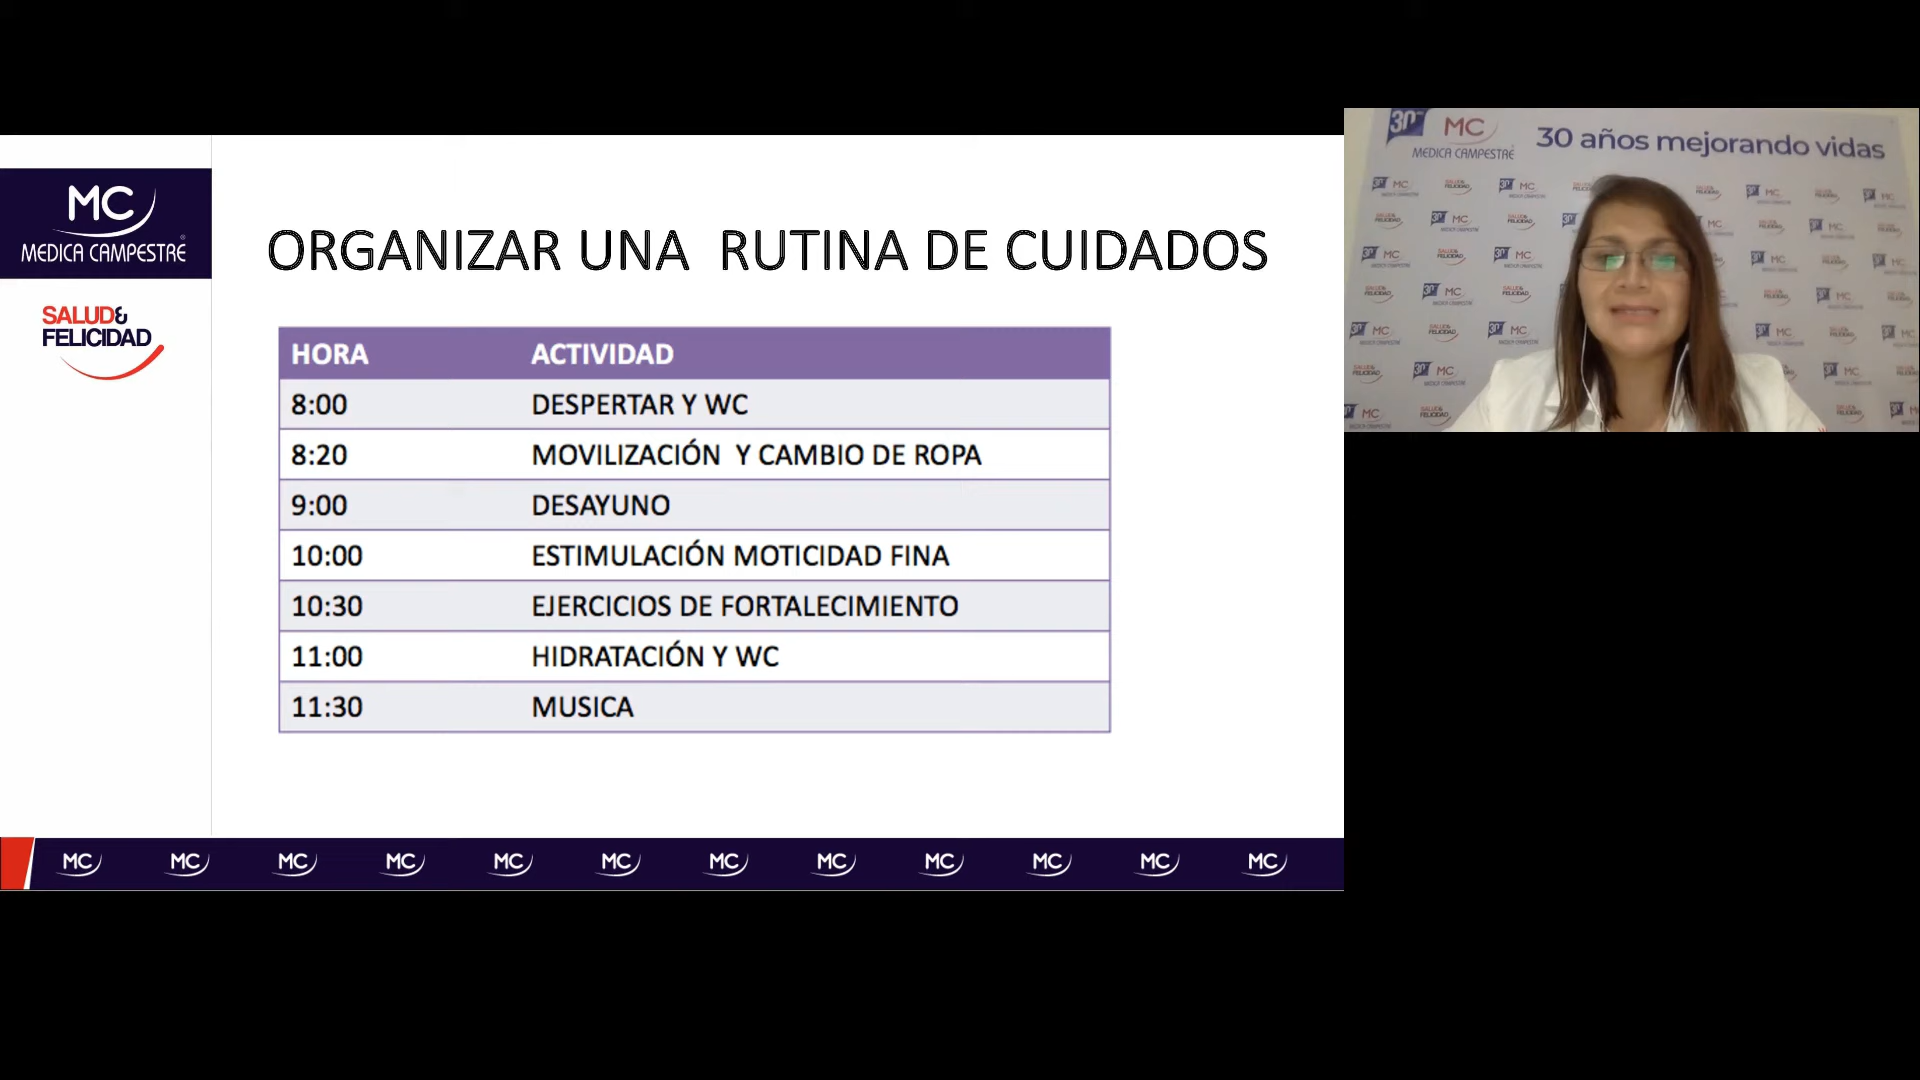 MC
MEDICA CAMPESTRE®
SALUD&
FELICIDAD
ORGANIZAR UNA RUTINA DE CUIDADOS
HORA ACTIVIDAD
8:00 DESPERTAR Y WC
8:20 MOVILIZACIÓN Y CAMBIO DE ROPA
9:00 DESAYUNO
10:00 ESTIMULACIÓN MOTICIDAD FINA
10:30 EJERCICIOS DE FORTALECIMIENTO
11:00 HIDRATACIÓN Y WC
11:30 MUSICA
MC MC MC MC MC MC MC MC MC MC MC MC
30 MC
MEDICA CAMPESTRE
30 años mejorando vidas